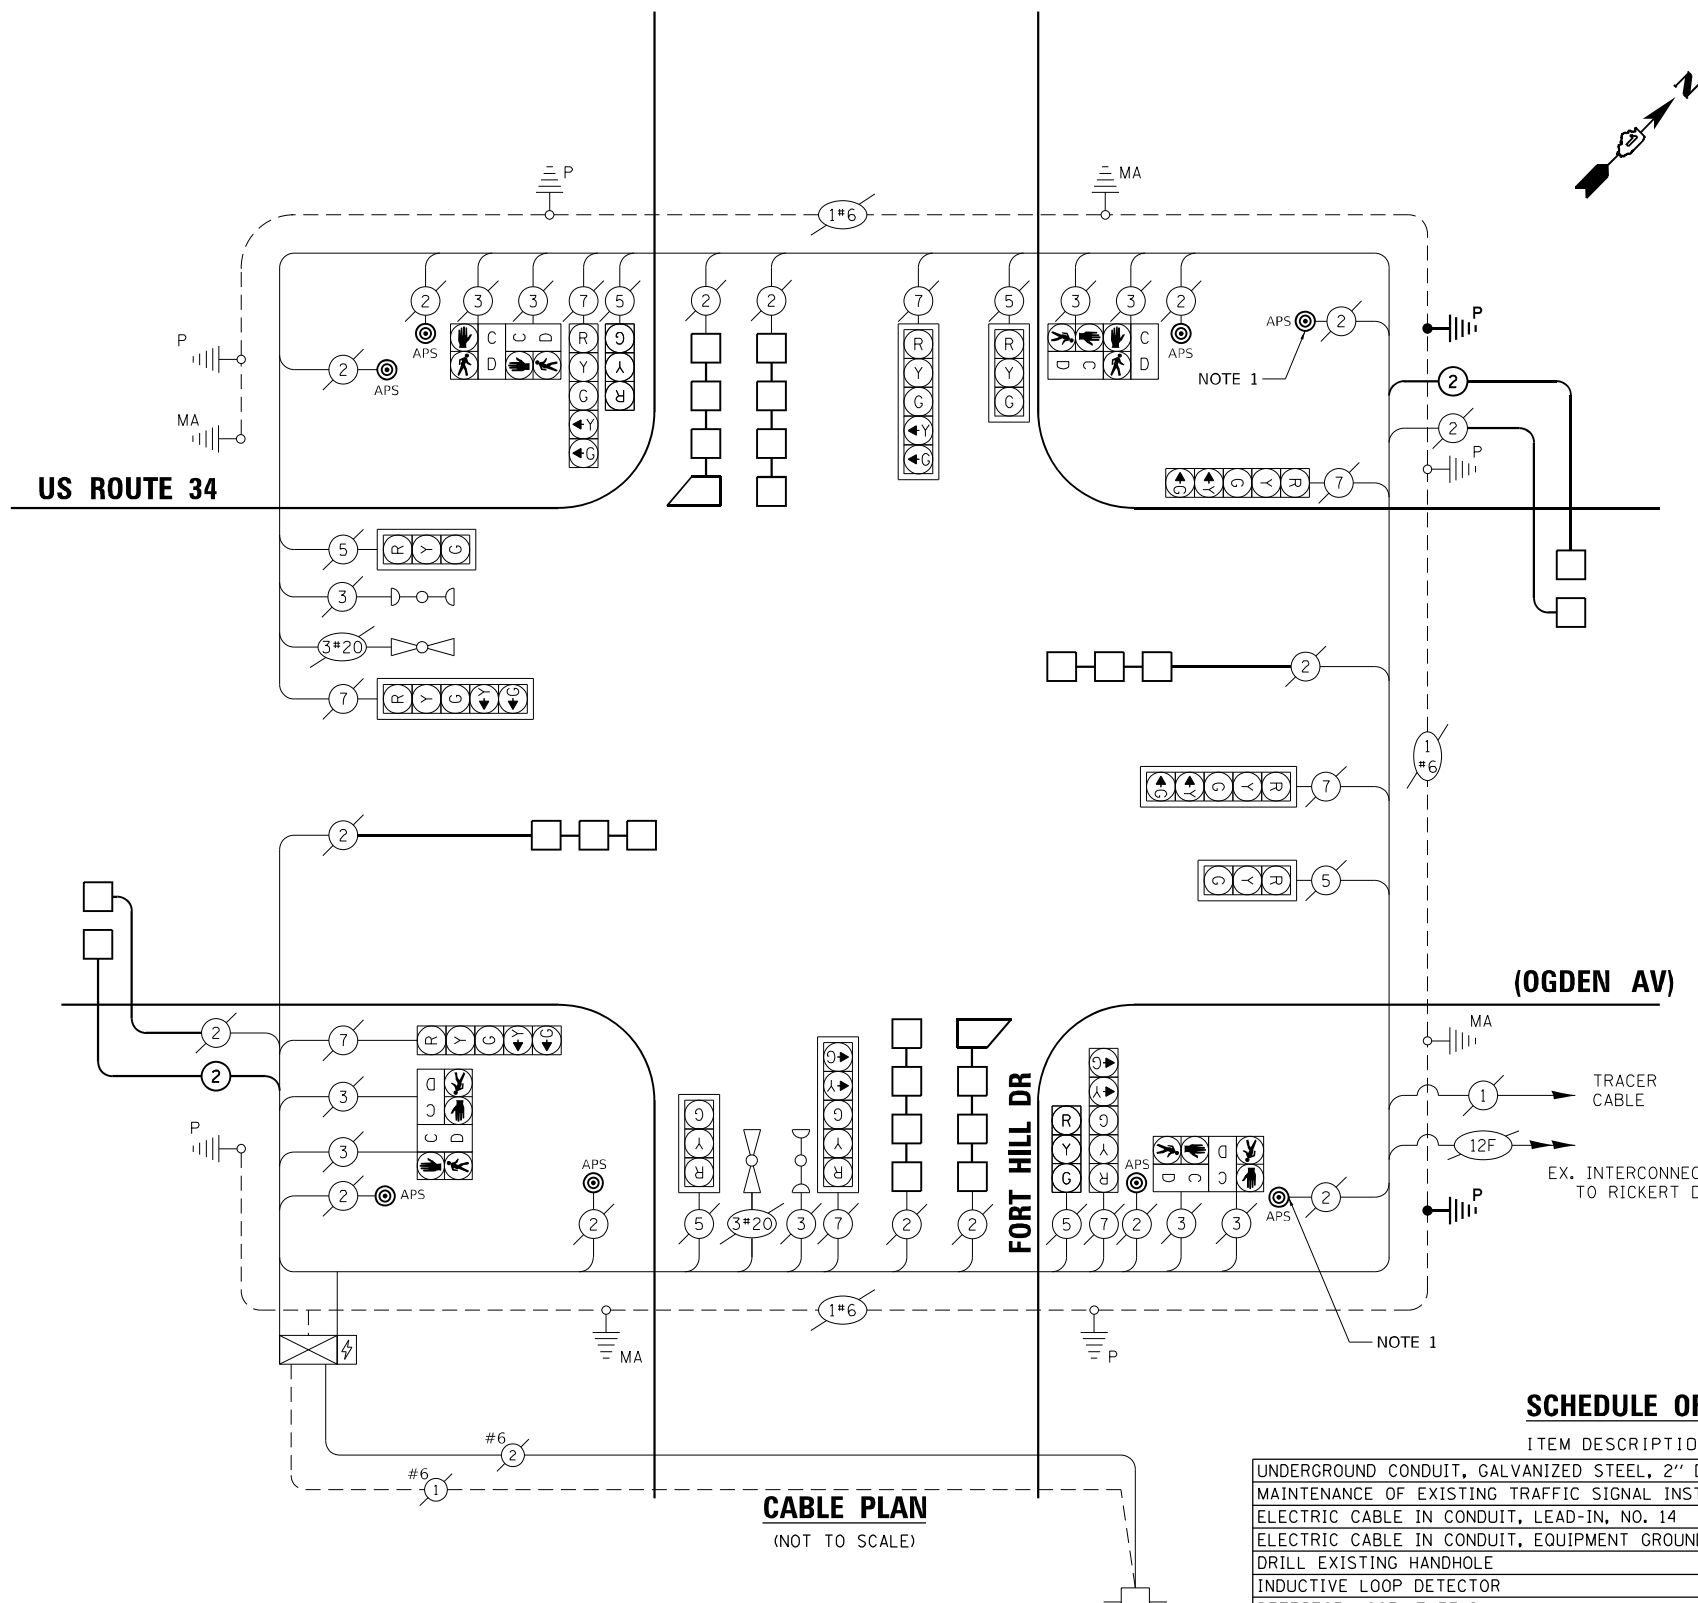 N
P
MA
1#6
2
3
3
7
5
2
2
7
5
3
3
2
APS
C
D
C
D
R
Y
G
Y
G
G
Y
R
R
Y
G
Y
G
R
Y
G
D
C
C
D
APS
APS
2
NOTE 1
P
2
2
P
P
MA
2
APS
US ROUTE 34
G
Y
G
Y
R
7
5
R
Y
G
3
3#20
7
R
Y
G
Y
G
2
1
#6
G
Y
G
Y
R
7
2
G
Y
R
5
(OGDEN AV)
2
2
7
R
Y
G
Y
G
3
D
C
C
D
3
2
APS
P
APS
2
G
Y
R
5
3#20
3
G
Y
G
Y
R
7
2
2
FORT HILL DR
R
Y
G
5
G
Y
G
Y
R
7
APS
2
D
C
D
C
3
3
APS
2
MA
1
TRACER
CABLE
12F
EX. INTERCONNEC
TO RICKERT D
P
1#6
MA
P
NOTE 1
#6
2
#6
1
CABLE PLAN
(NOT TO SCALE)
SCHEDULE OF
ITEM DESCRIPTIO
UNDERGROUND CONDUIT, GALVANIZED STEEL, 2" D
MAINTENANCE OF EXISTING TRAFFIC SIGNAL INST
ELECTRIC CABLE IN CONDUIT, LEAD-IN, NO. 14
ELECTRIC CABLE IN CONDUIT, EQUIPMENT GROUND
DRILL EXISTING HANDHOLE
INDUCTIVE LOOP DETECTOR